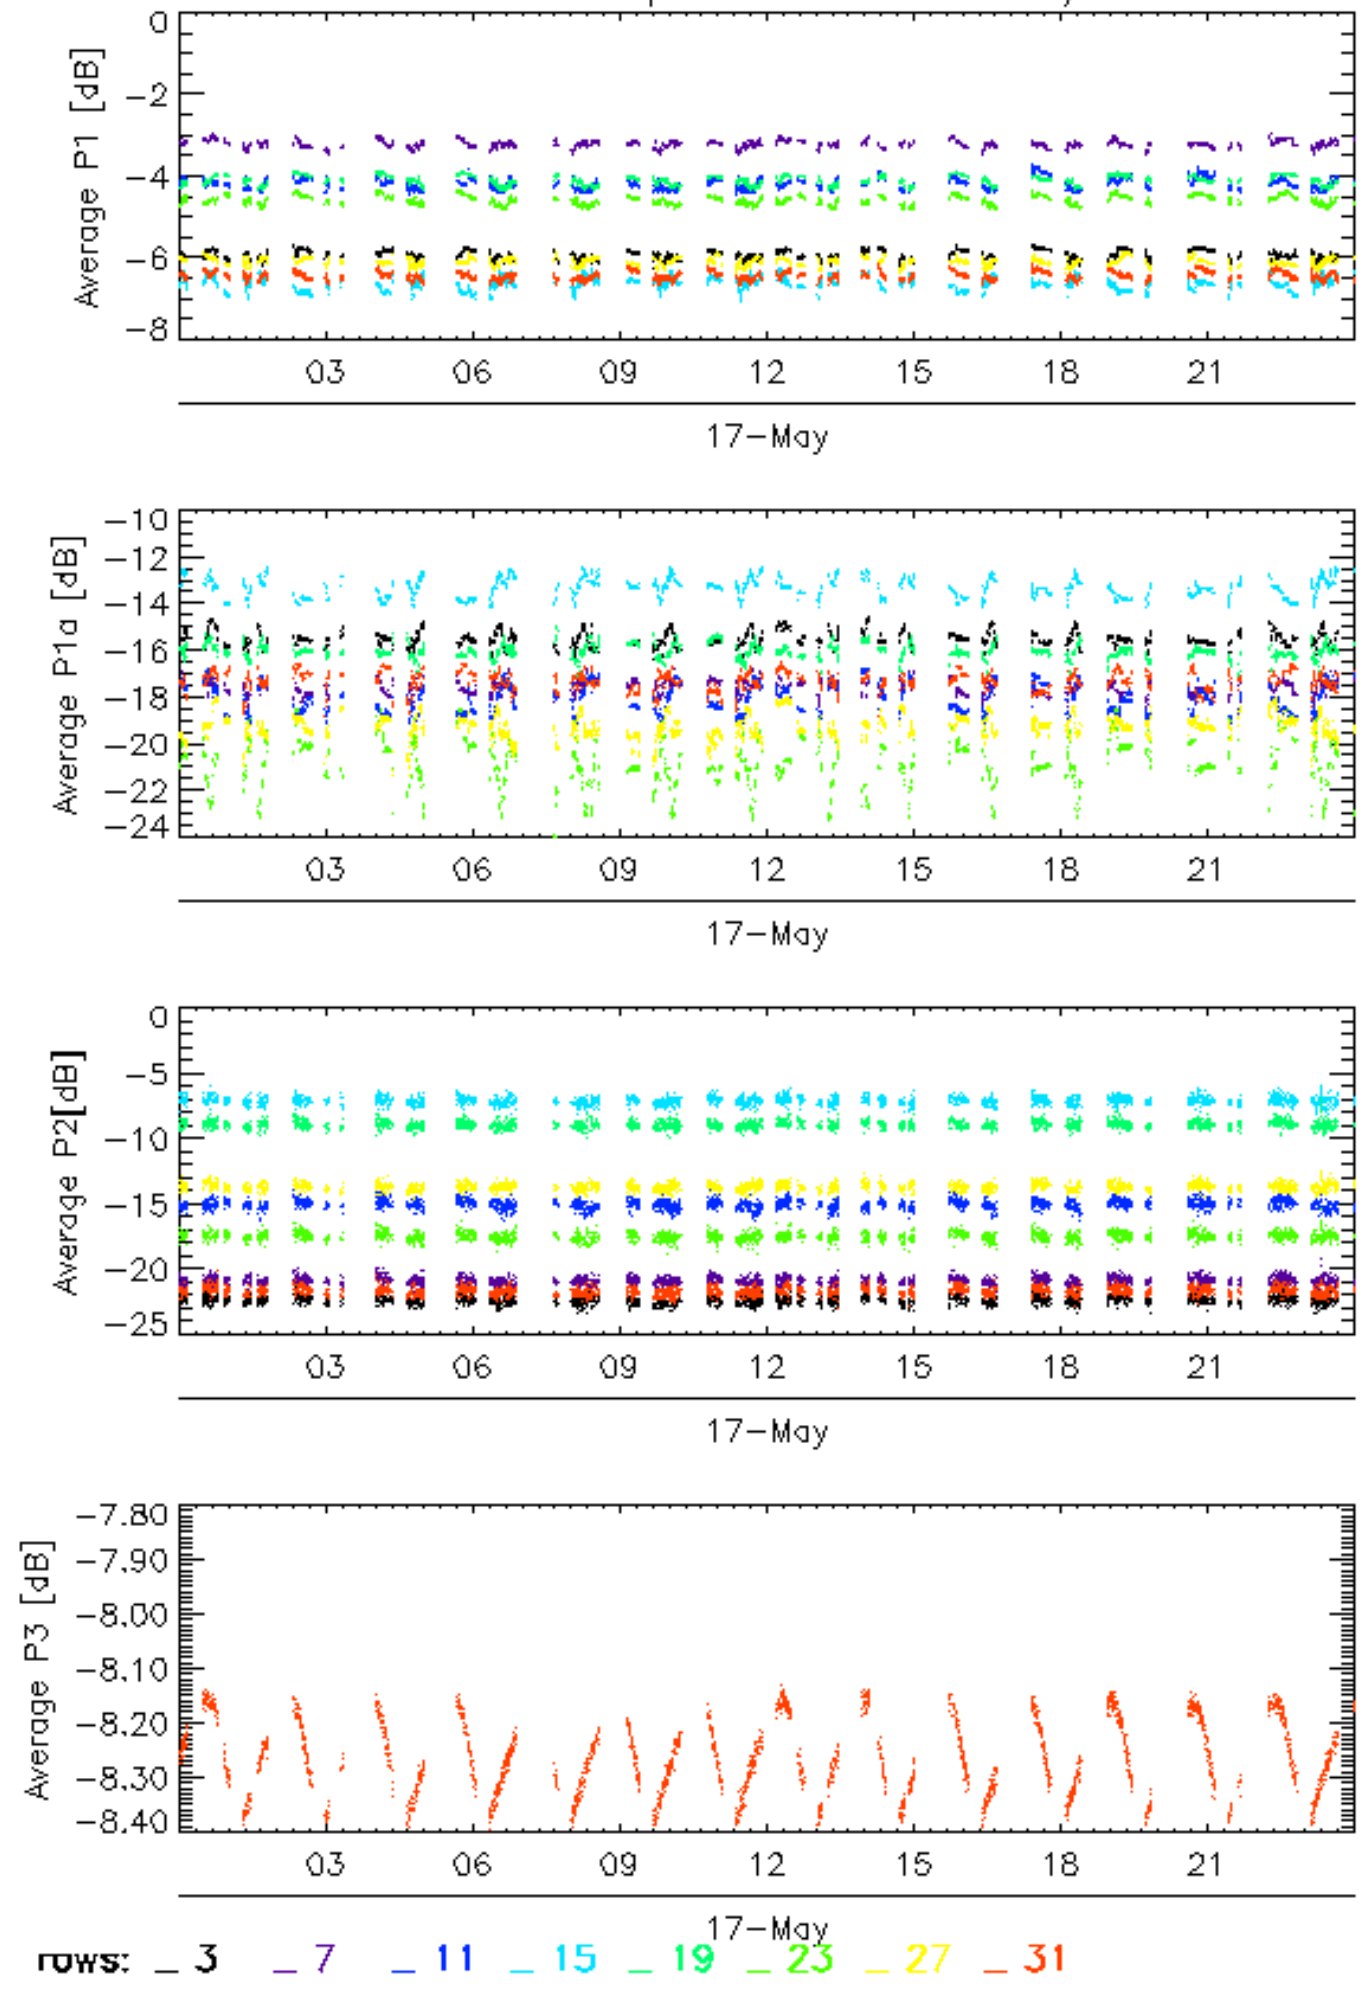 0
-2
-4
-6
-8
Average P1 [dB]
03 06 09 12 15 18 21
17-May
-10
-12
-14
-16
-18
-20
-22
-24
Average P1a [dB]
03 06 09 12 15 18 21
17-May
0
-5
-10
-15
-20
-25
Average P2[dB]
03 06 09 12 15 18 21
17-May
-7.80
-7.90
-8.00
-8.10
-8.20
-8.30
-8.40
Average P3 [dB]
03 06 09 12 15 18 21
17-May
rows: _ 3 _ 7 _ 11 _ 15 _ 19 _ 23 _ 27 _ 31